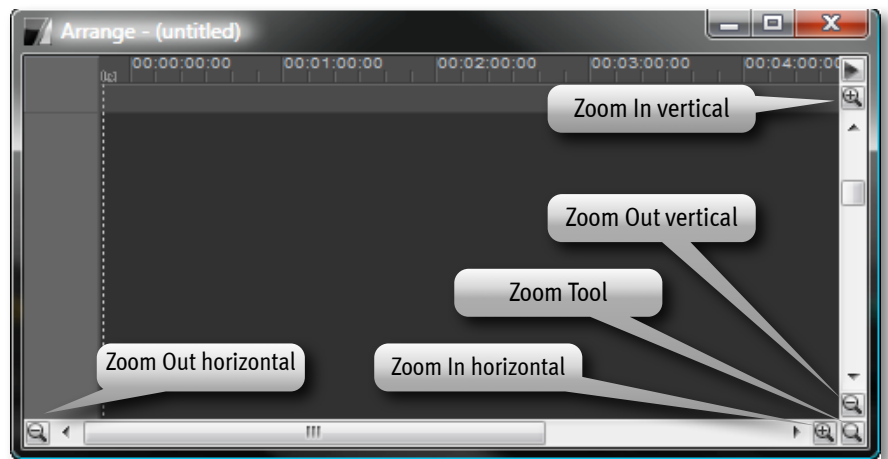 Arrange - (untitled)
00:00:00:00 00:01:00:00 00:02:00:00 00:03:00:00 00:04:00:00
Zoom In vertical
Zoom Out vertical
Zoom Tool
Zoom Out horizontal
Zoom In horizontal